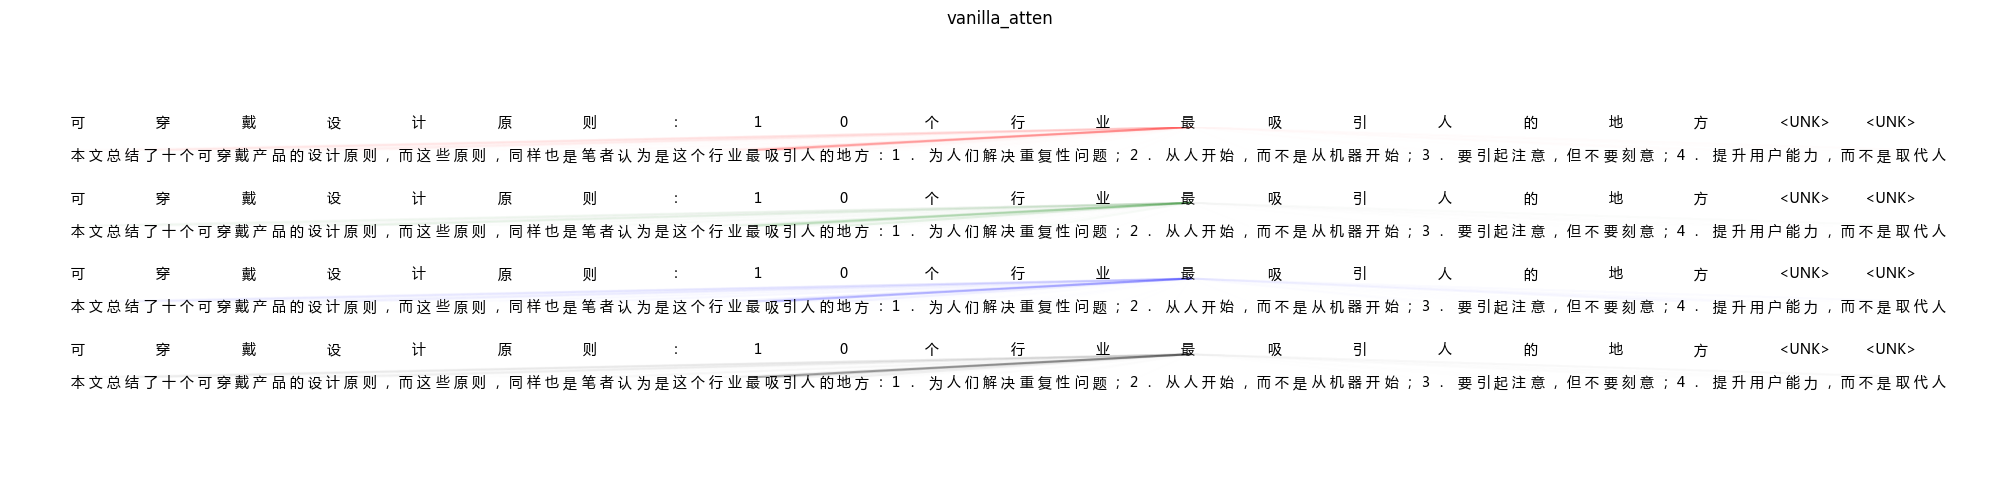 vanilla_atten
可 穿 戴 设 计 原 则 : 1 0 个 行 业 最 吸 引 人 的 地 方 <UNK> <UNK>
本文总结了十个可穿戴产品的设计原则,而这些原则,同样也是笔者认为是这个行业最吸引人的地方:1.为人们解决重复性问题;2.从人开始,而不是从机器开始;3.要引起注意,但不要刻意;4.提升用户能力,而不是取代人
可 穿 戴 设 计 原 则 : 1 0 个 行 业 最 吸 引 人 的 地 方 <UNK> <UNK>
本文总结了十个可穿戴产品的设计原则,而这些原则,同样也是笔者认为是这个行业最吸引人的地方:1.为人们解决重复性问题;2.从人开始,而不是从机器开始;3.要引起注意,但不要刻意;4.提升用户能力,而不是取代人
可 穿 戴 设 计 原 则 : 1 0 个 行 业 最 吸 引 人 的 地 方 <UNK> <UNK>
本文总结了十个可穿戴产品的设计原则,而这些原则,同样也是笔者认为是这个行业最吸引人的地方:1.为人们解决重复性问题;2.从人开始,而不是从机器开始;3.要引起注意,但不要刻意;4.提升用户能力,而不是取代人
可 穿 戴 设 计 原 则 : 1 0 个 行 业 最 吸 引 人 的 地 方 <UNK> <UNK>
本文总结了十个可穿戴产品的设计原则,而这些原则,同样也是笔者认为是这个行业最吸引人的地方:1.为人们解决重复性问题;2.从人开始,而不是从机器开始;3.要引起注意,但不要刻意;4.提升用户能力,而不是取代人